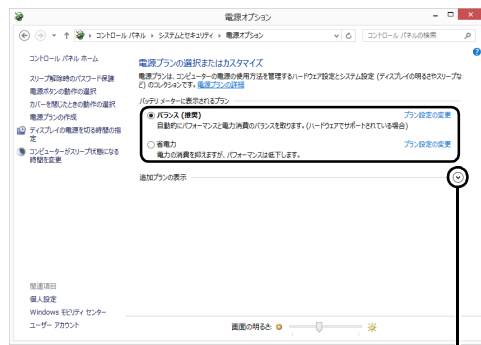 電源オプション
コントロール パネル ▸ システムとセキュリティ ▸ 電源オプション
コントロール パネルの検索
コントロール パネル ホーム
スリープ解除時のパスワード保護
電源ボタンの動作の選択
カバーを閉じたときの動作の選択
電源プランの作成
ディスプレイの電源を切る時間の指
定
コンピューターがスリープ状態になる
時間を変更
電源プランの選択またはカスタマイズ
電源プランは、コンピューターの電源の使用方法を管理するハードウェア設定とシステム設定 (ディスプレイの明るさやスリープな
ど) のコレクションです。電源プランの詳細
バッテリ メーターに表示されるプラン
バランス (推奨) プラン設定の変更
自動的にパフォーマンスと電力消費のバランスを取ります。(ハードウェアでサポートされている場合)
省電力 プラン設定の変更
電力の消費を抑えますが、パフォーマンスは低下します。
追加プランの表示
関連項目
個人設定
Windows モビリティ センター
ユーザー アカウント
画面の明るさ: